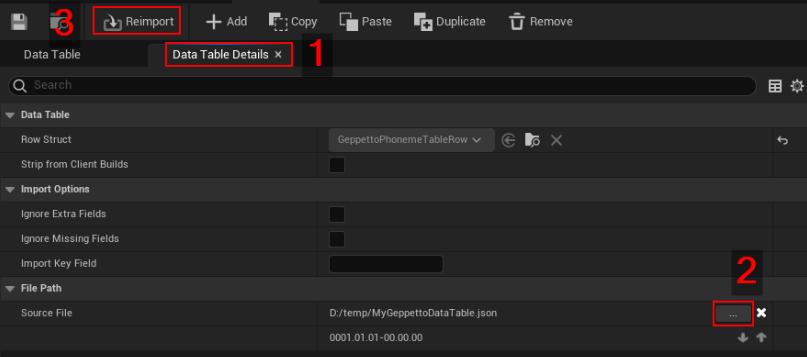 3 Reimport Add Copy Paste Duplicate Remove
Data Table Data Table Details × 1
Search
Data Table
Row Struct GeppettoPhonemeTableRow
Strip from Client Builds
Import Options
Ignore Extra Fields
Ignore Missing Fields
Import Key Field
2
File Path
Source File D:/temp/MyGeppettoDataTable.json ...
0001.01.01-00.00.00